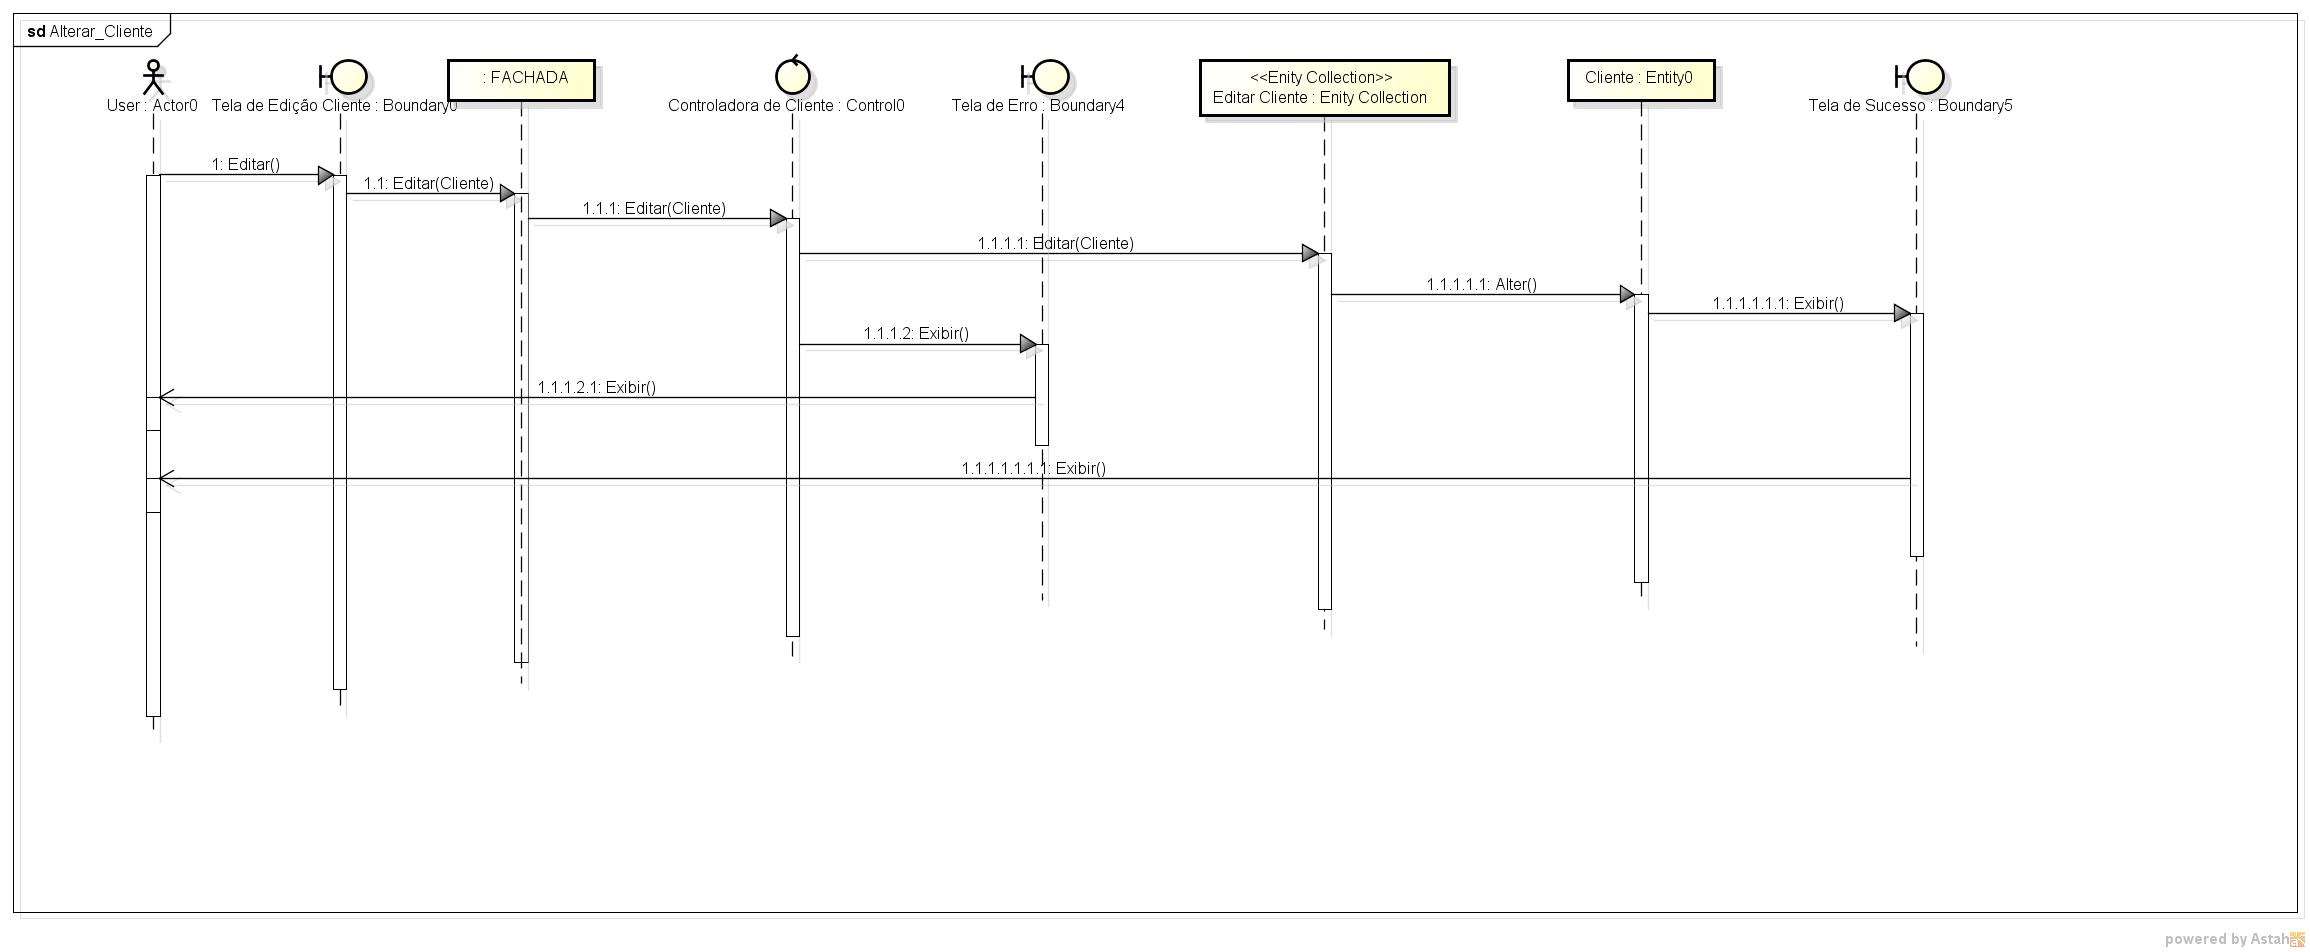 sd Alterar_Cliente
User : Actor0
Tela de Edição Cliente : Boundary0
: FACHADA
Controladora de Cliente : Control0
Tela de Erro : Boundary4
<<Enity Collection>>
Editar Cliente : Enity Collection
Cliente : Entity0
Tela de Sucesso : Boundary5
1: Editar()
1.1: Editar(Cliente)
1.1.1: Editar(Cliente)
1.1.1.1: Editar(Cliente)
1.1.1.1.1: Alter()
1.1.1.1.1.1: Exibir()
1.1.1.2: Exibir()
1.1.1.2.1: Exibir()
1.1.1.1.1.1.1: Exibir()
powered by Astah